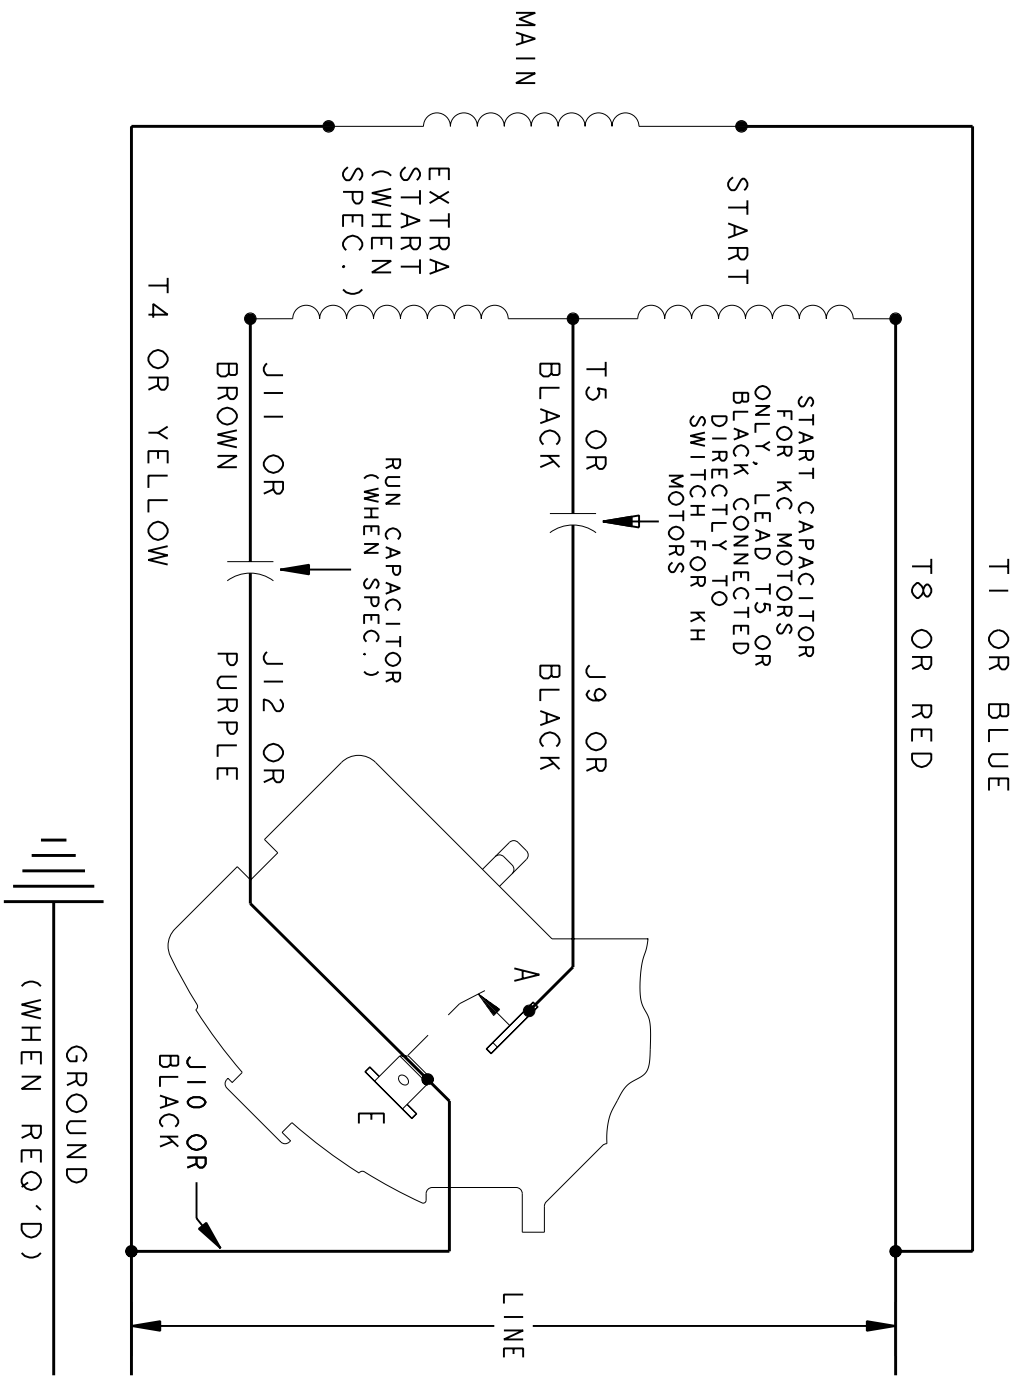 T1 OR BLUE
T8 OR RED
START
MAIN
START CAPACITOR
FOR KC MOTORS
ONLY, LEAD T5 OR
BLACK CONNECTED
DIRECTLY TO
SWITCH FOR KH
MOTORS
T5 OR
BLACK
J9 OR
BLACK
A
LINE
EXTRA
START
(WHEN
SPEC.)
RUN CAPACITOR
(WHEN SPEC.)
E
J11 OR
BROWN
J12 OR
PURPLE
J10 OR
BLACK
T4 OR YELLOW
GROUND
(WHEN REQ'D)